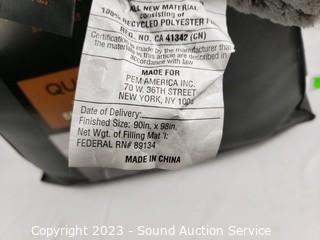 ALL NEW MATERIAL
consisting of
100% RECYCLED POLYESTER
REG. NO. CA 41342 (CN)
Certification is made by the manufacturer that
the materials in this article are described in
accordance with law
MADE FOR
PEM AMERICA INC.
70 W. 36TH STREET
NEW YORK, NY
Date of Delivery:
Finished Size: 90in. x 98in.
Net Wgt. of Filling Mat'l:
FEDERAL RN# 89134
MADE IN CHINA
QU
Copyright © 2023 - Sound Auction Service